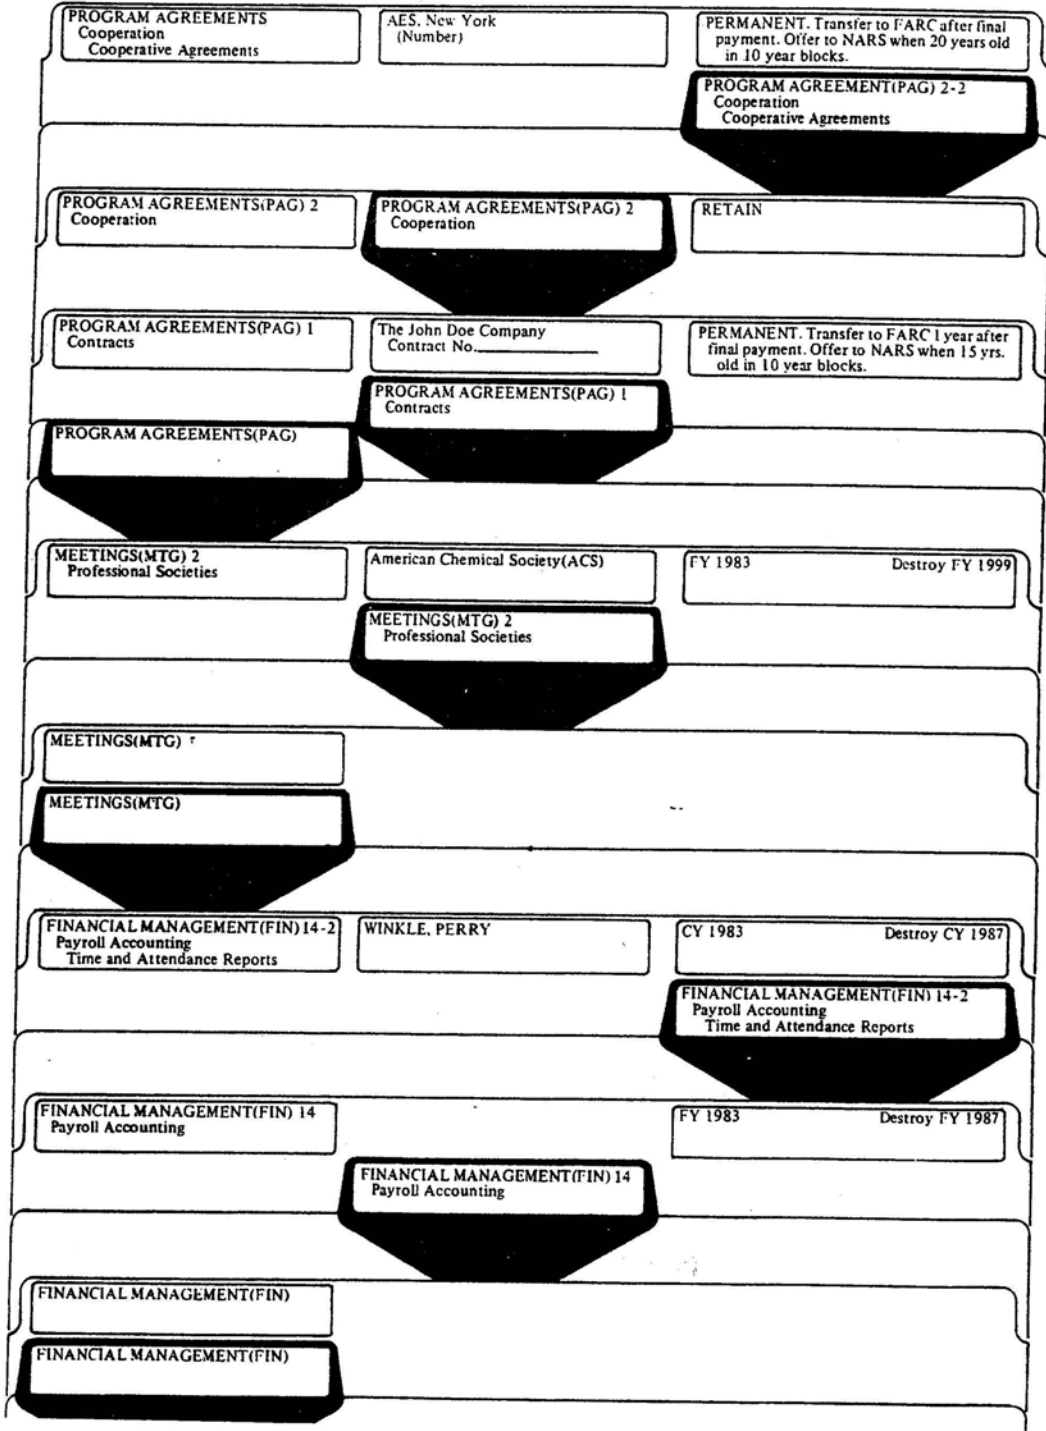 PROGRAM AGREEMENTS
Cooperation
Cooperative Agreements
AES, New York
(Number)
PERMANENT. Transfer to FARC after final
payment. Offer to NARS when 20 years old
in 10 year blocks.
PROGRAM AGREEMENT(PAG) 2-2
Cooperation
Cooperative Agreements
PROGRAM AGREEMENTS(PAG) 2
Cooperation
PROGRAM AGREEMENTS(PAG) 2
Cooperation
RETAIN
PROGRAM AGREEMENTS(PAG) 1
Contracts
The John Doe Company
Contract No.
PERMANENT. Transfer to FARC 1 year after
final payment. Offer to NARS when 15 yrs.
old in 10 year blocks.
PROGRAM AGREEMENTS(PAG) 1
Contracts
PROGRAM AGREEMENTS(PAG)
MEETINGS(MTG) 2
Professional Societies
American Chemical Society(ACS)
FY 1983 Destroy FY 1999
MEETINGS(MTG) 2
Professional Societies
MEETINGS(MTG)
MEETINGS(MTG)
FINANCIAL MANAGEMENT(FIN) 14-2
Payroll Accounting
Time and Attendance Reports
WINKLE, PERRY
CY 1983 Destroy CY 1987
FINANCIAL MANAGEMENT(FIN) 14-2
Payroll Accounting
Time and Attendance Reports
FINANCIAL MANAGEMENT(FIN) 14
Payroll Accounting
FY 1983 Destroy FY 1987
FINANCIAL MANAGEMENT(FIN) 14
Payroll Accounting
FINANCIAL MANAGEMENT(FIN)
FINANCIAL MANAGEMENT(FIN)